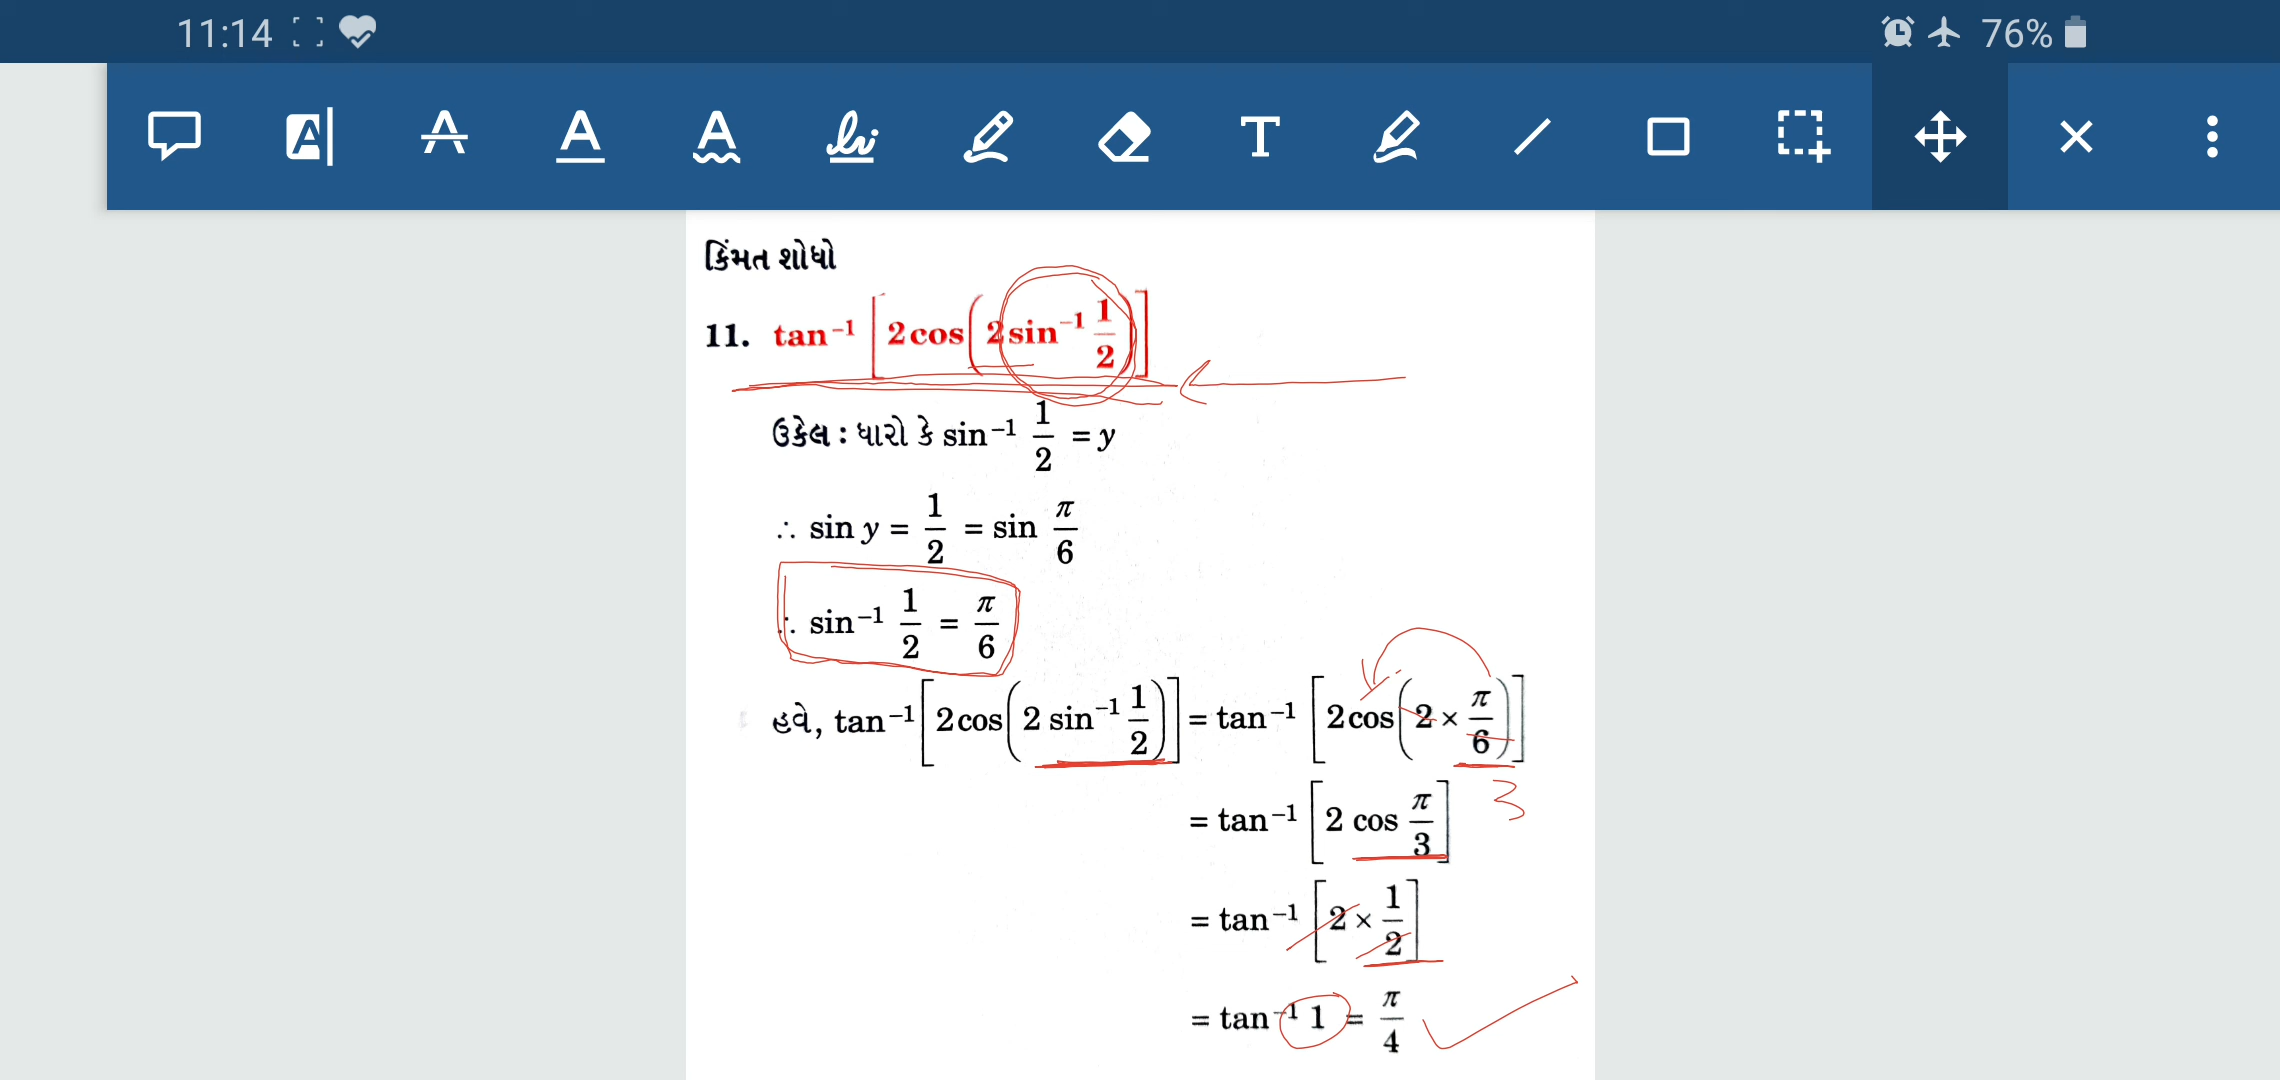 11:14 76%
કિંમત શોધો
11. tan⁻¹ [2cos(2sin⁻¹ 1/2)]
ઉકેલ : ધારો કે sin⁻¹ 1/2 = y
∴ sin y = 1/2 = sin π/6
∴ sin⁻¹ 1/2 = π/6
હવે, tan⁻¹[2cos(2 sin⁻¹ 1/2)] = tan⁻¹ [2cos(2 × π/6)]
3
= tan⁻¹ [2 cos π/3]
= tan⁻¹ [2 × 1/2]
= tan⁻¹ 1 = π/4